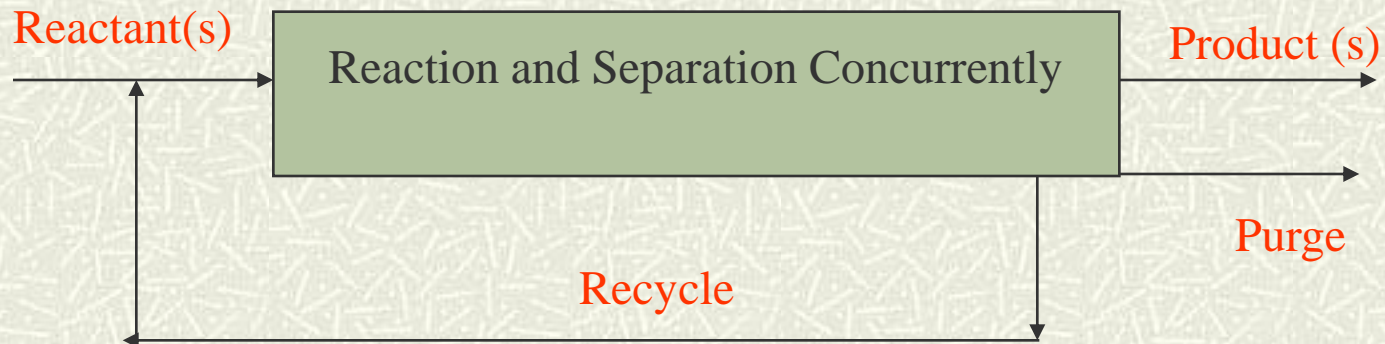 Reactant(s)
Reaction and Separation Concurrently
Product (s)
Purge
Recycle